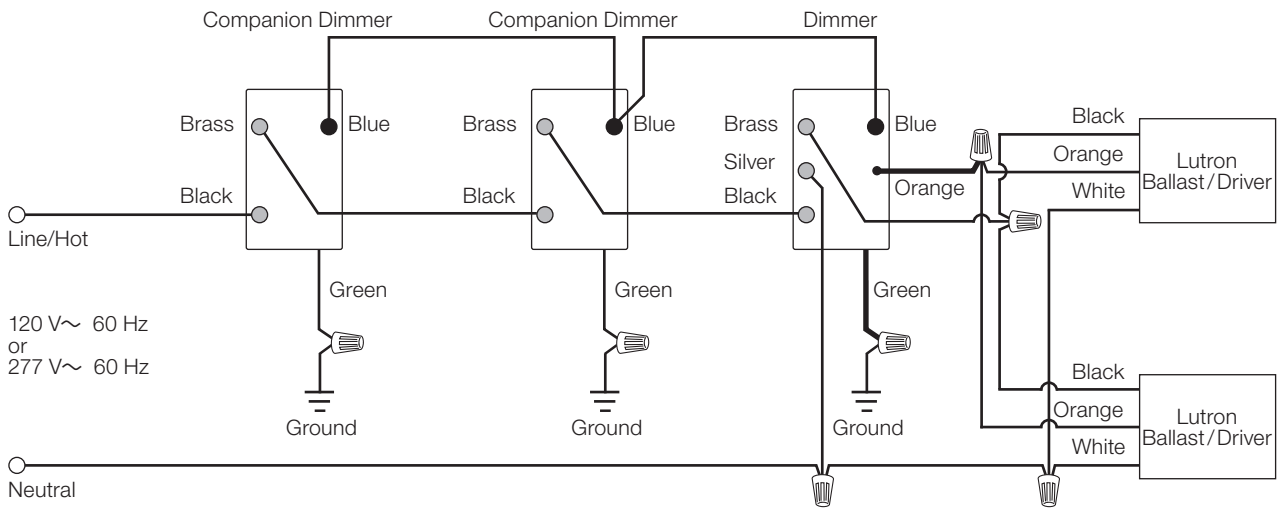 Companion Dimmer
Companion Dimmer
Dimmer
Brass
Blue
Black
Brass
Blue
Black
Brass
Blue
Silver
Orange
Black
Black
Orange
White
Lutron
Ballast/Driver
Line/Hot
Green
Green
Green
120 V～ 60 Hz
or
277 V～ 60 Hz
Ground
Ground
Ground
Black
Orange
White
Lutron
Ballast/Driver
Neutral